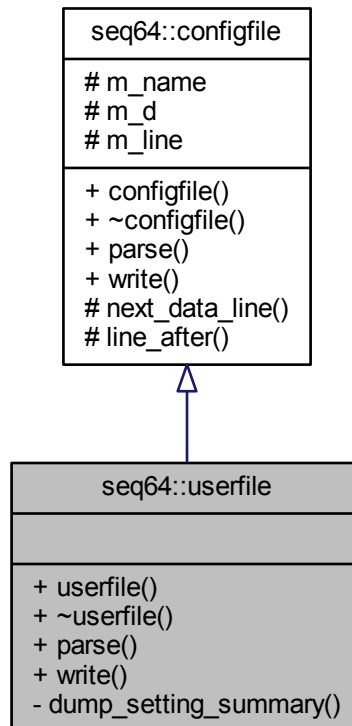 seq64::configfile
# m_name
# m_d
# m_line
+ configfile()
+ ~configfile()
+ parse()
+ write()
# next_data_line()
# line_after()
seq64::userfile
+ userfile()
+ ~userfile()
+ parse()
+ write()
- dump_setting_summary()